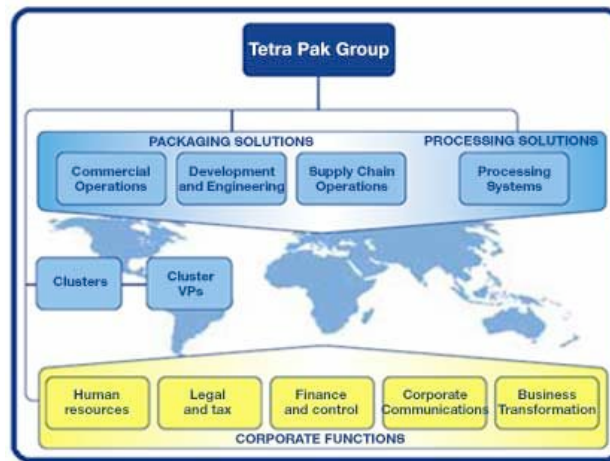 Tetra Pak Group
PACKAGING SOLUTIONS
PROCESSING SOLUTIONS
Commercial
Operations
Development
and Engineering
Supply Chain
Operations
Processing
Systems
Clusters
Cluster
VPs
Human
resources
Legal
and tax
Finance
and control
Corporate
Communications
Business
Transformation
CORPORATE FUNCTIONS